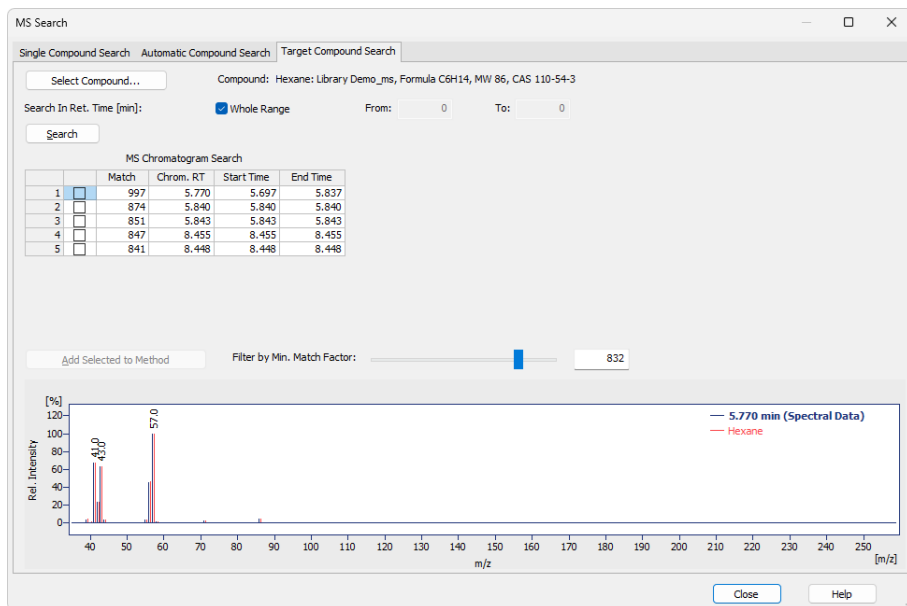 MS Search
Single Compound Search Automatic Compound Search Target Compound Search
Select Compound... Compound: Hexane: Library Demo_ms, Formula C6H14, MW 86, CAS 110-54-3
Search In Ret. Time [min]: Whole Range From: 0 To: 0
Search
MS Chromatogram Search
Match Chrom. RT Start Time End Time
1 997 5.770 5.697 5.837
2 874 5.840 5.840 5.840
3 851 5.843 5.843 5.843
4 847 8.455 8.455 8.455
5 841 8.448 8.448 8.448
Add Selected to Method Filter by Min. Match Factor: 832
[%]
120
100
80
60
40
20
0
Rel. Intensity
41.0
43.0
57.0
5.770 min (Spectral Data)
Hexane
40 50 60 70 80 90 100 110 120 130 140 150 160 170 180 190 200 210 220 230 240 250
m/z [m/z]
Close Help